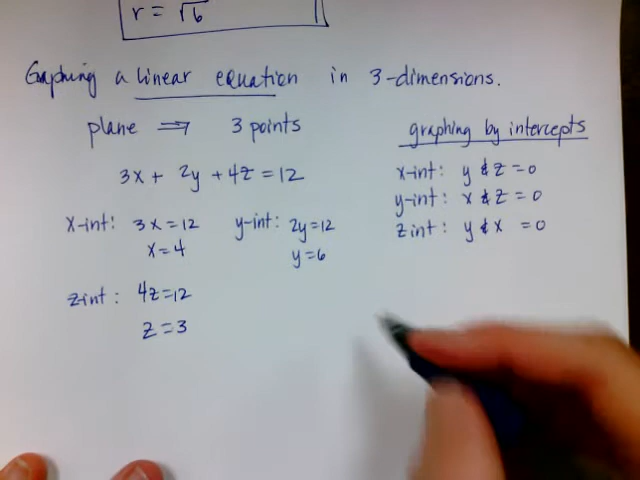 r = √6
Graphing a linear equation in 3-dimensions.
plane ⟹ 3 points
graphing by intercepts
3x + 2y + 4z = 12
x-int: y & z = 0
y-int: x & z = 0
z int: y & x = 0
x-int: 3x = 12
x = 4
y-int: 2y = 12
y = 6
z int: 4z = 12
z = 3